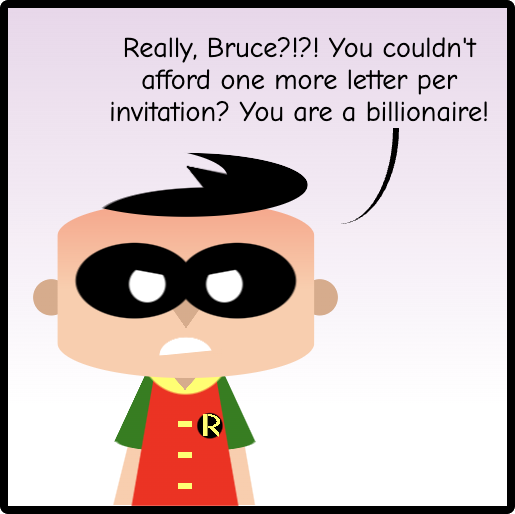 Really, Bruce?!?! You couldn't
afford one more letter per
invitation? You are a billionaire!
R